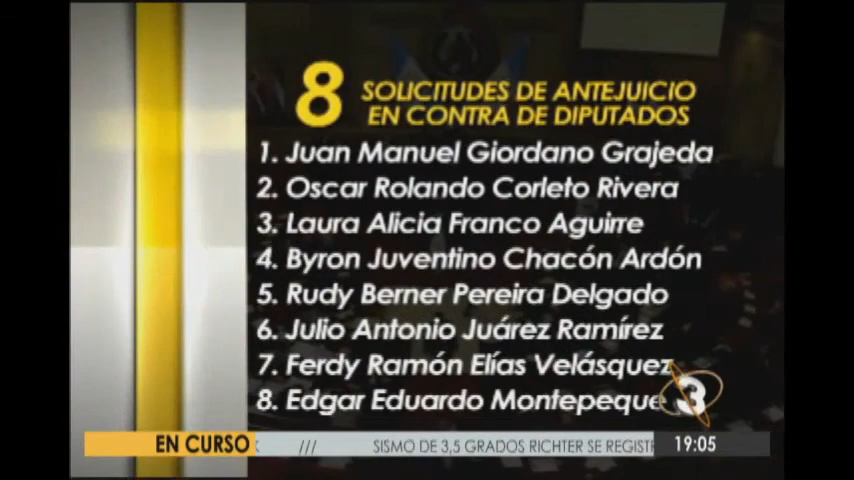 8 SOLICITUDES DE ANTEJUICIO
EN CONTRA DE DIPUTADOS
1. Juan Manuel Giordano Grajeda
2. Oscar Rolando Corleto Rivera
3. Laura Alicia Franco Aguirre
4. Byron Juventino Chacón Ardón
5. Rudy Berner Pereira Delgado
6. Julio Antonio Juárez Ramírez
7. Ferdy Ramón Elías Velásquez
8. Edgar Eduardo Montepeque
3
EN CURSO K /// SISMO DE 3,5 GRADOS RICHTER SE REGISTR 19:05